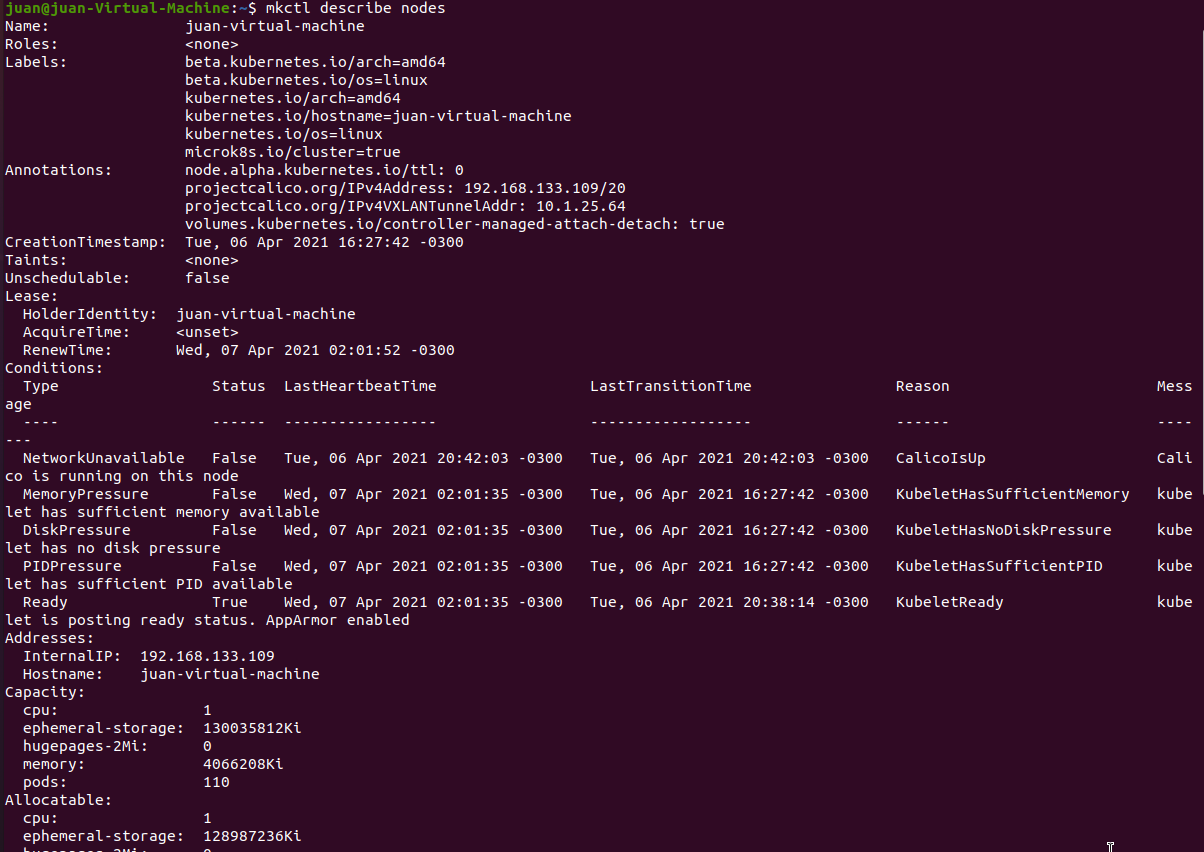 juan@juan-Virtual-Machine:~$ mkctl describe nodes
Name:               juan-virtual-machine
Roles:              <none>
Labels:             beta.kubernetes.io/arch=amd64
                    beta.kubernetes.io/os=linux
                    kubernetes.io/arch=amd64
                    kubernetes.io/hostname=juan-virtual-machine
                    kubernetes.io/os=linux
                    microk8s.io/cluster=true
Annotations:        node.alpha.kubernetes.io/ttl: 0
                    projectcalico.org/IPv4Address: 192.168.133.109/20
                    projectcalico.org/IPv4VXLANTunnelAddr: 10.1.25.64
                    volumes.kubernetes.io/controller-managed-attach-detach: true
CreationTimestamp:  Tue, 06 Apr 2021 16:27:42 -0300
Taints:             <none>
Unschedulable:      false
Lease:
  HolderIdentity:  juan-virtual-machine
  AcquireTime:     <unset>
  RenewTime:       Wed, 07 Apr 2021 02:01:52 -0300
Conditions:
  Type                 Status  LastHeartbeatTime                 LastTransitionTime                Reason                       Mess
age
  ----                 ------  -----------------                 ------------------                ------                       ----
---
  NetworkUnavailable   False   Tue, 06 Apr 2021 20:42:03 -0300   Tue, 06 Apr 2021 20:42:03 -0300   CalicoIsUp                   Cali
co is running on this node
  MemoryPressure       False   Wed, 07 Apr 2021 02:01:35 -0300   Tue, 06 Apr 2021 16:27:42 -0300   KubeletHasSufficientMemory   kube
let has sufficient memory available
  DiskPressure         False   Wed, 07 Apr 2021 02:01:35 -0300   Tue, 06 Apr 2021 16:27:42 -0300   KubeletHasNoDiskPressure     kube
let has no disk pressure
  PIDPressure          False   Wed, 07 Apr 2021 02:01:35 -0300   Tue, 06 Apr 2021 16:27:42 -0300   KubeletHasSufficientPID      kube
let has sufficient PID available
  Ready                True    Wed, 07 Apr 2021 02:01:35 -0300   Tue, 06 Apr 2021 20:38:14 -0300   KubeletReady                 kube
let is posting ready status. AppArmor enabled
Addresses:
  InternalIP:  192.168.133.109
  Hostname:    juan-virtual-machine
Capacity:
  cpu:                1
  ephemeral-storage:  130035812Ki
  hugepages-2Mi:      0
  memory:             4066208Ki
  pods:               110
Allocatable:
  cpu:                1
  ephemeral-storage:  128987236Ki